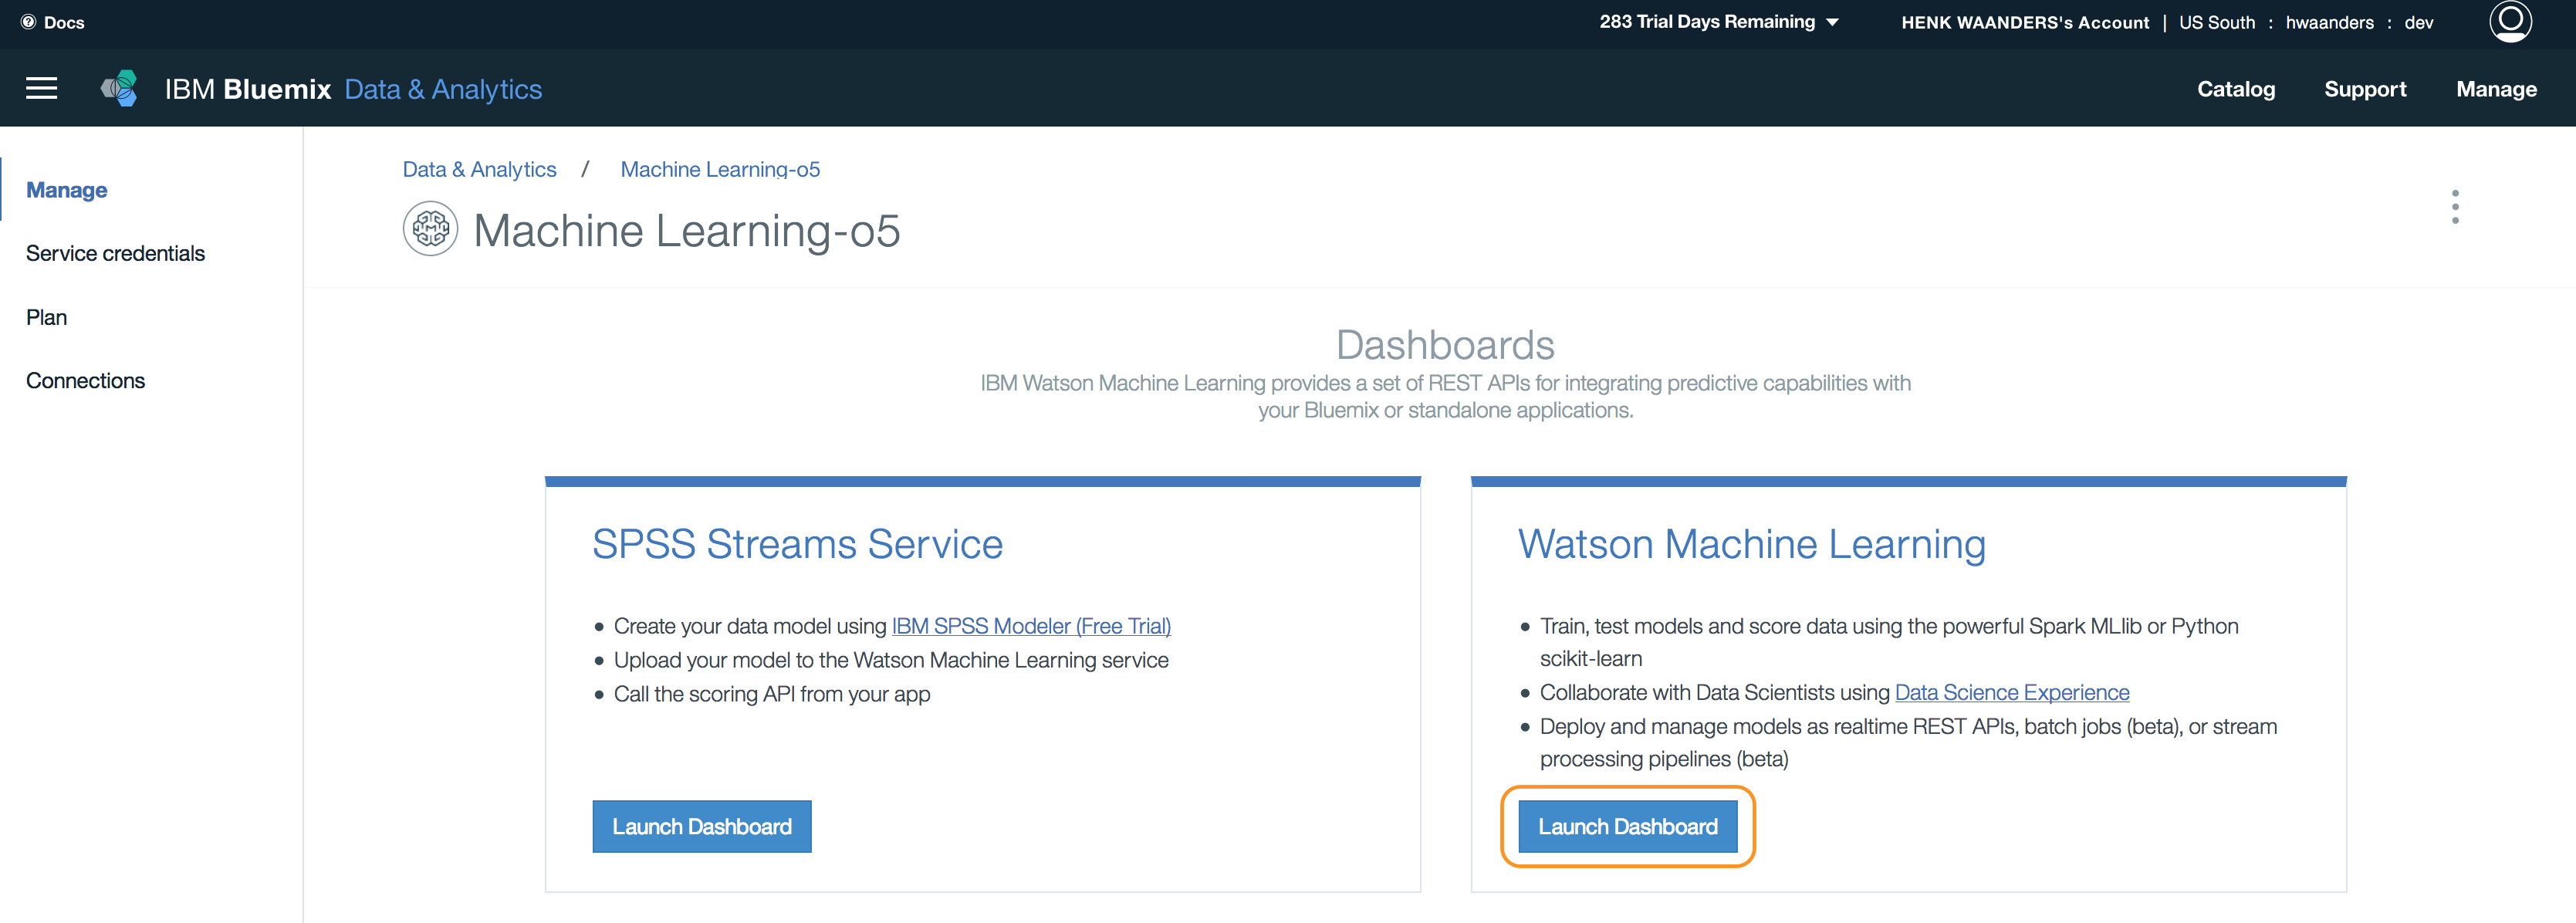 Docs
283 Trial Days Remaining
HENK WAANDERS's Account | US South : hwaanders : dev
IBM Bluemix Data & Analytics
Catalog Support Manage
Manage
Service credentials
Plan
Connections
Data & Analytics / Machine Learning-o5
Machine Learning-o5
Dashboards
IBM Watson Machine Learning provides a set of REST APIs for integrating predictive capabilities with
your Bluemix or standalone applications.
SPSS Streams Service
• Create your data model using IBM SPSS Modeler (Free Trial)
• Upload your model to the Watson Machine Learning service
• Call the scoring API from your app
Launch Dashboard
Watson Machine Learning
• Train, test models and score data using the powerful Spark MLlib or Python
scikit-learn
• Collaborate with Data Scientists using Data Science Experience
• Deploy and manage models as realtime REST APIs, batch jobs (beta), or stream
processing pipelines (beta)
Launch Dashboard